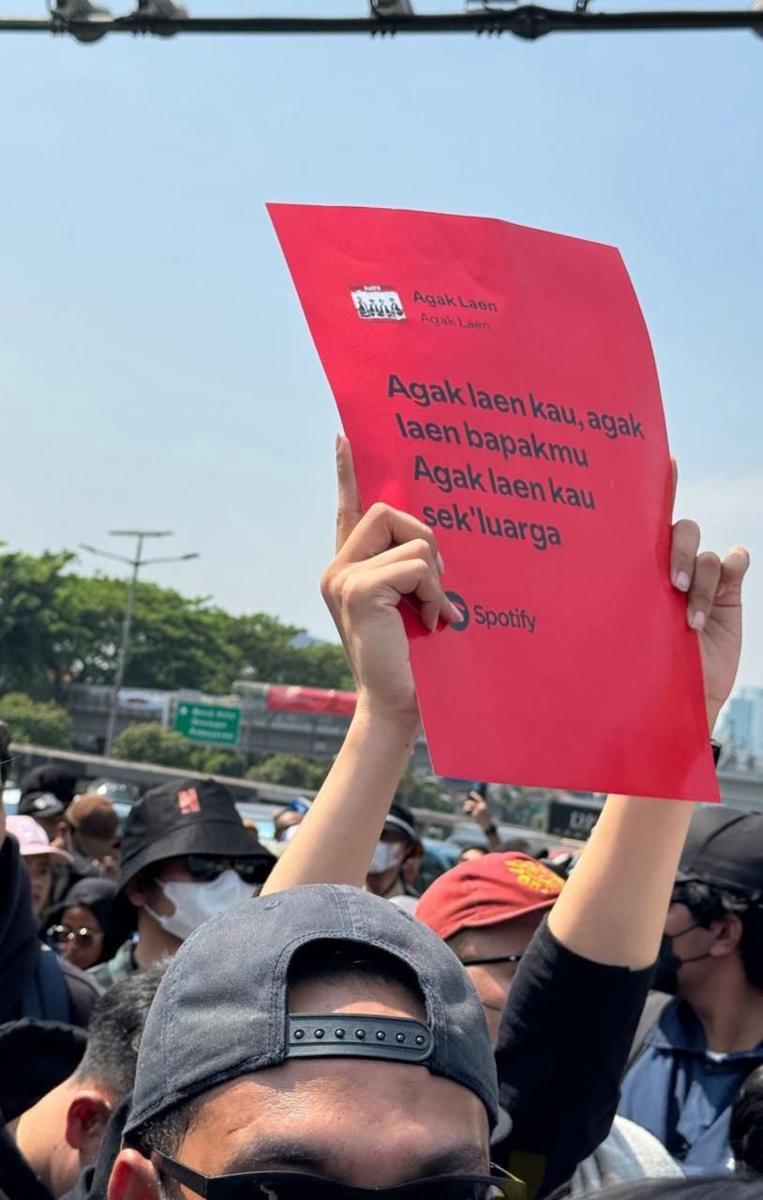 Agak Laen
Agak Laen
Agak laen kau, agak
laen bapakmu
Agak laen kau
sek'luarga
Spotify